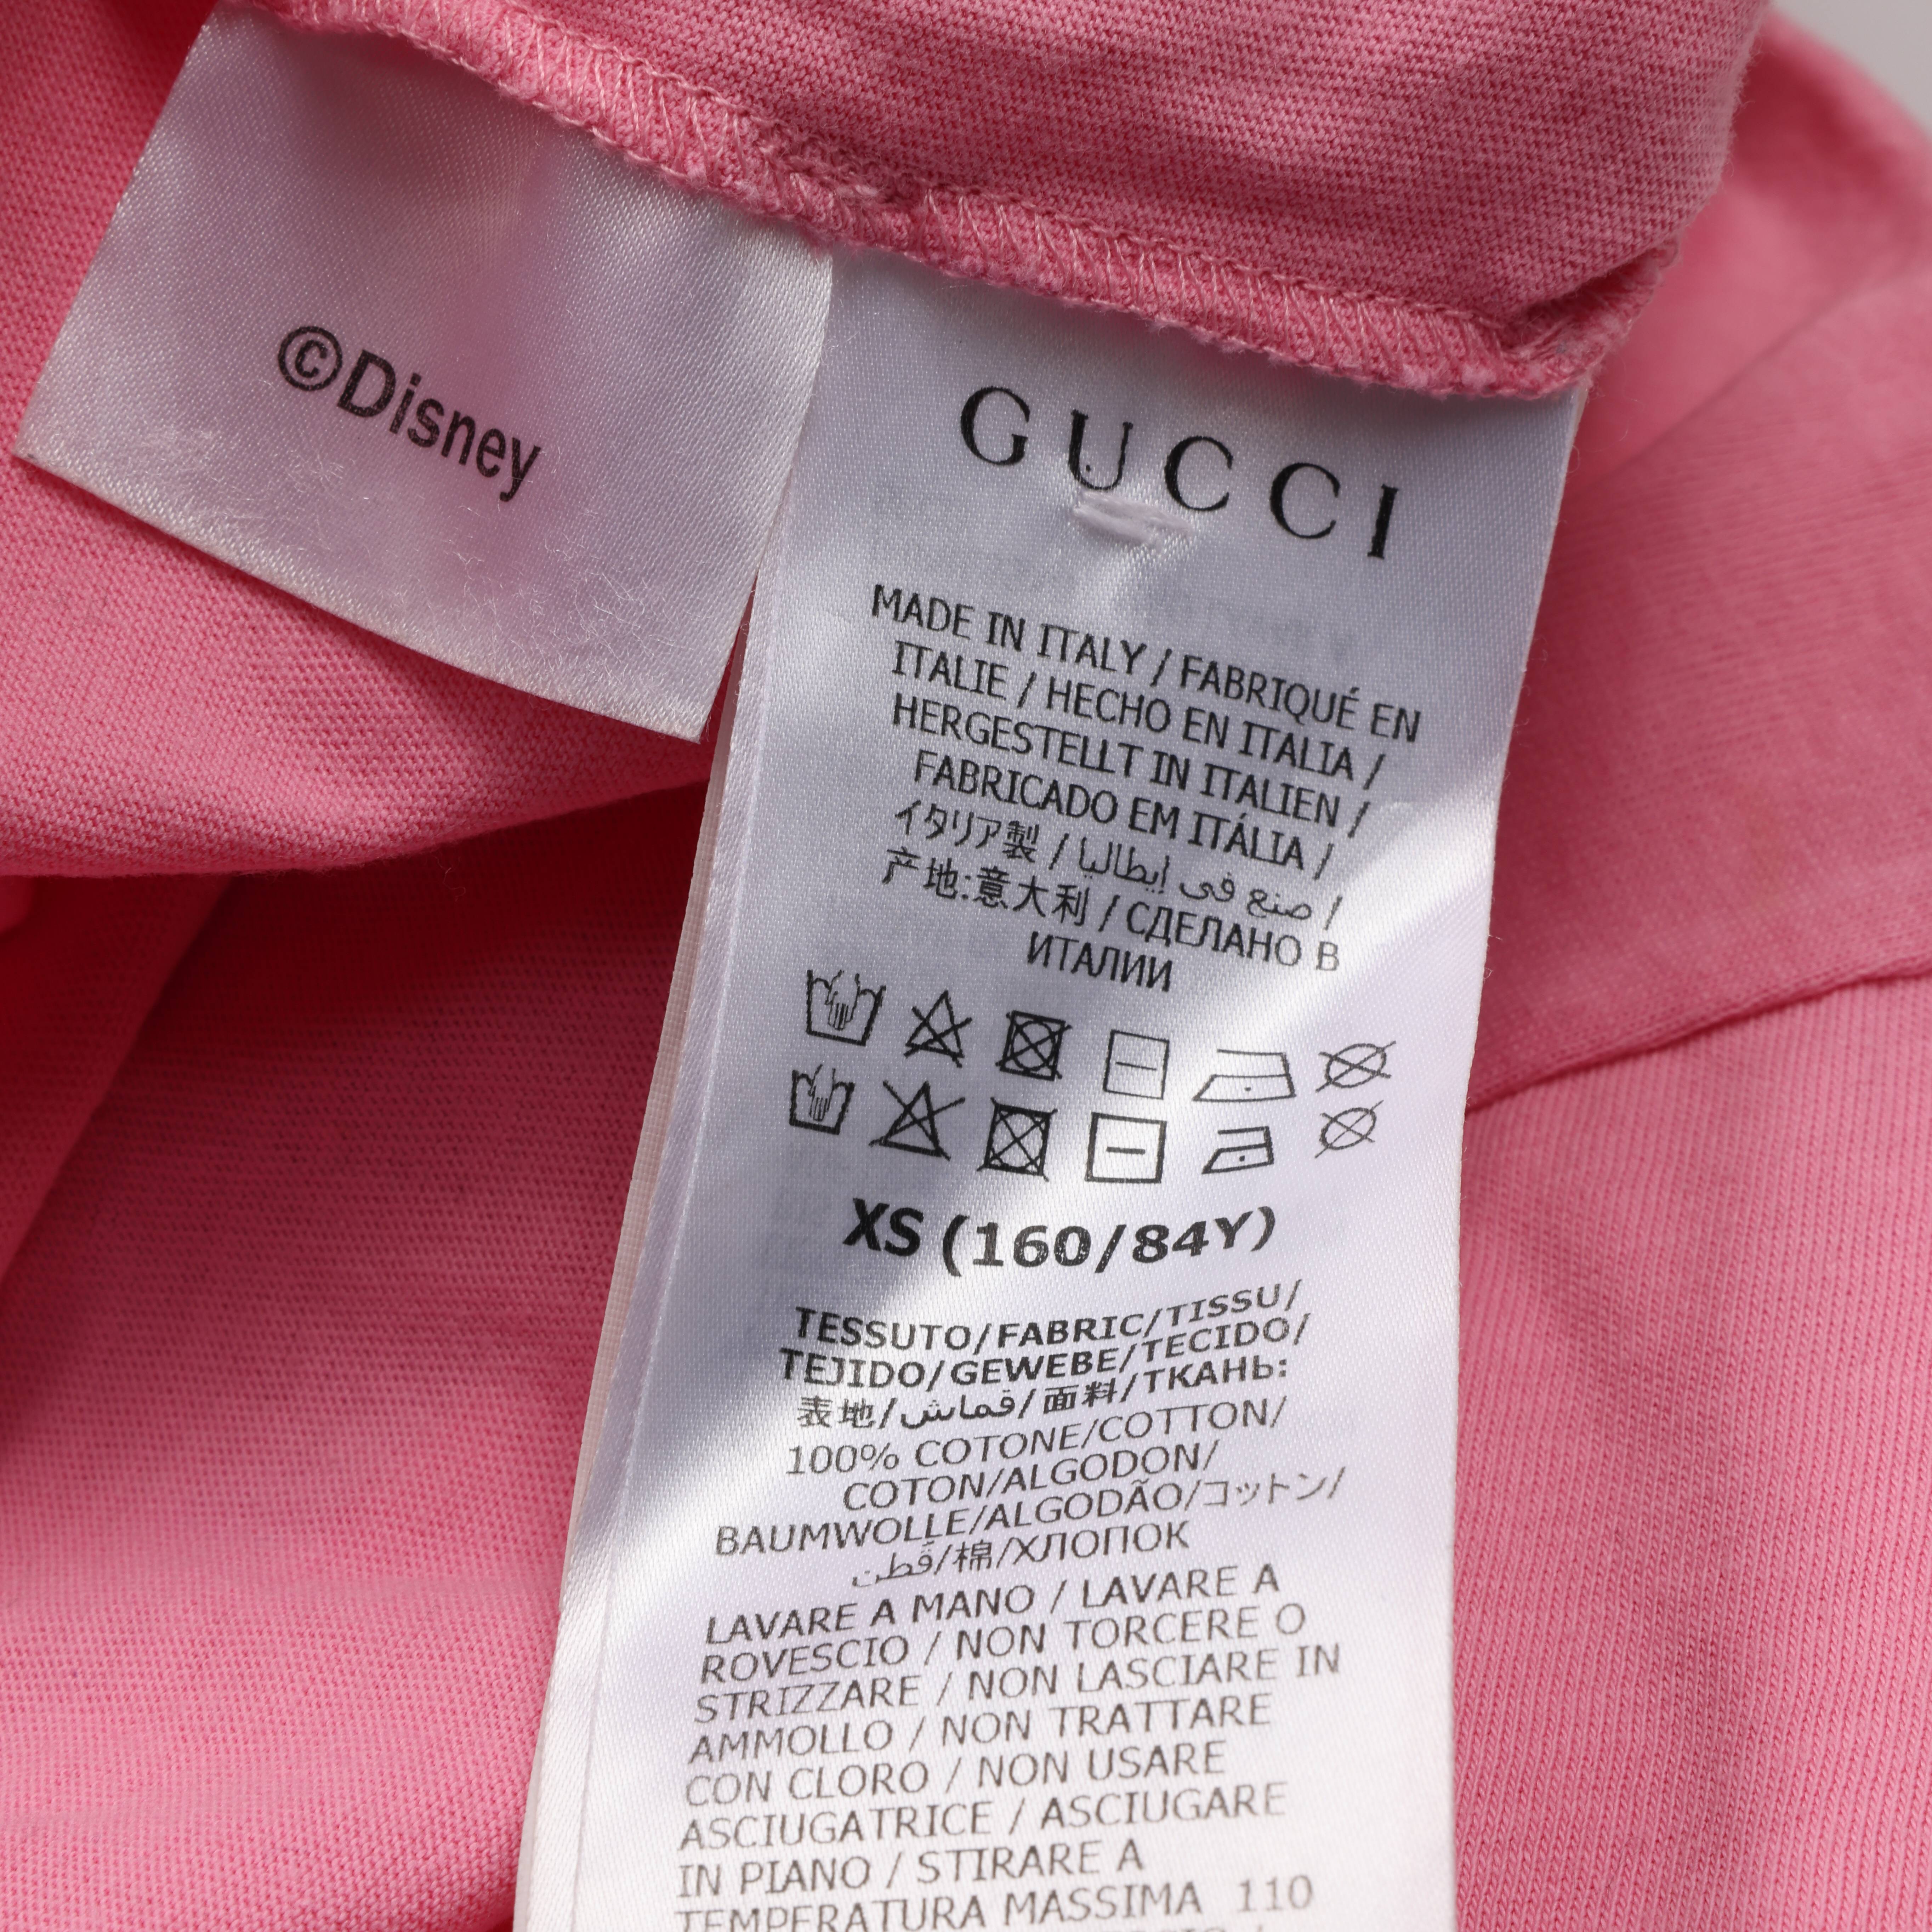 ©Disney
GUCCI
MADE IN ITALY / FABRIQUÉ EN
ITALIE / HECHO EN ITALIA /
HERGESTELLT IN ITALIEN /
FABRICADO EM ITÁLIA /
イタリア製 / صنع في إيطاليا /
产地:意大利 / СДЕЛАНО В
ИТАЛИИ
XS (160/84Y)
TESSUTO/FABRIC/TISSU/
TEJIDO/GEWEBE/TECIDO/
表地/قماش/面料/ТКАНЬ:
100% COTONE/COTTON/
COTON/ALGODON/
BAUMWOLLE/ALGODÃO/コットン/
قطن/棉/ХЛОПОК
LAVARE A MANO / LAVARE A
ROVESCIO / NON TORCERE O
STRIZZARE / NON LASCIARE IN
AMMOLLO / NON TRATTARE
CON CLORO / NON USARE
ASCIUGATRICE / ASCIUGARE
IN PIANO / STIRARE A
TEMPERATURA MASSIMA 110